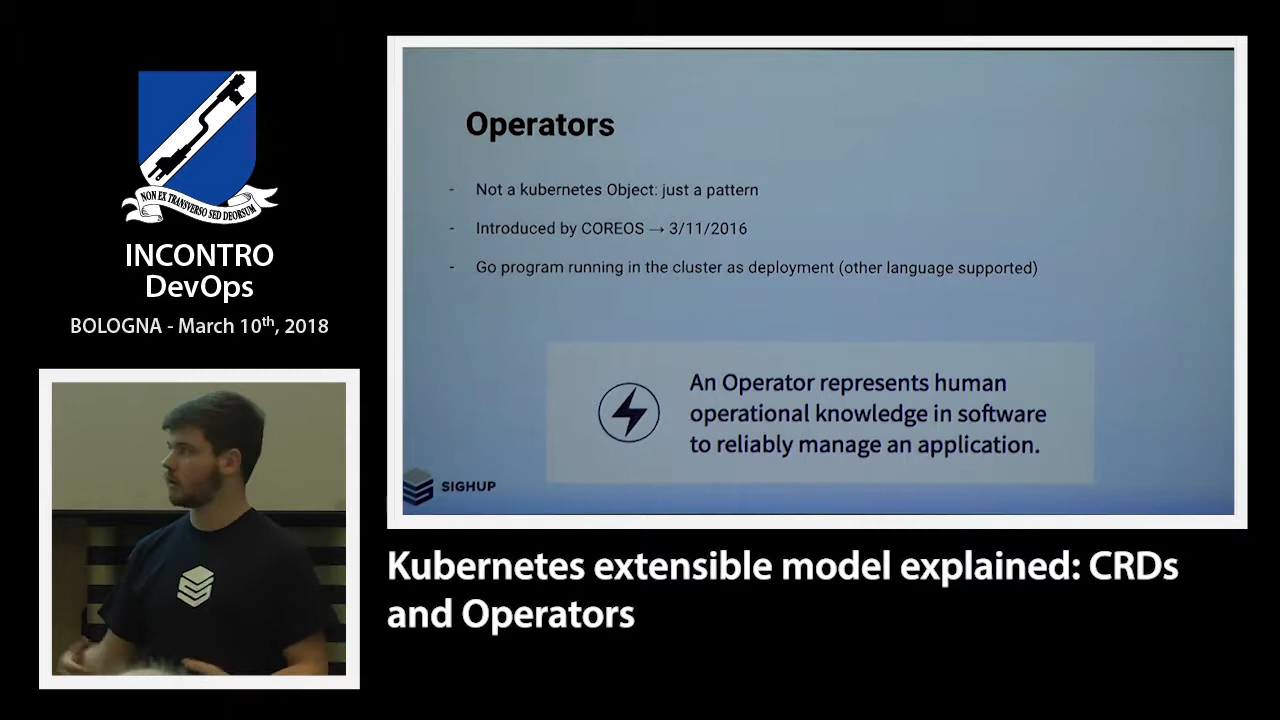 NON EX TRANSVERSO SED DEORSUM
INCONTRO
DevOps
BOLOGNA - March 10th, 2018
Operators
- Not a kubernetes Object: just a pattern
- Introduced by COREOS → 3/11/2016
- Go program running in the cluster as deployment (other language supported)
An Operator represents human
operational knowledge in software
to reliably manage an application.
SIGHUP
Kubernetes extensible model explained: CRDs
and Operators